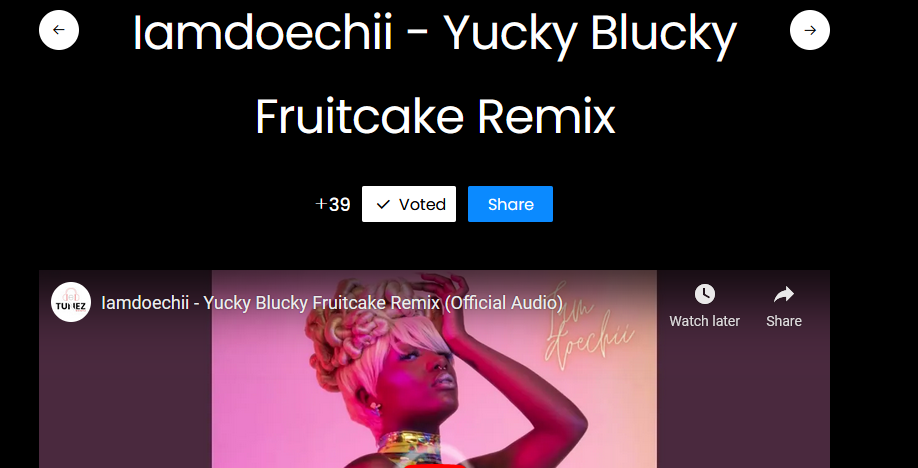 Iamdoechii - Yucky Blucky
Fruitcake Remix
+39
Voted
Share
TUNEZ
Iamdoechii - Yucky Blucky Fruitcake Remix (Official Audio)
Iam
doechii
Watch later
Share